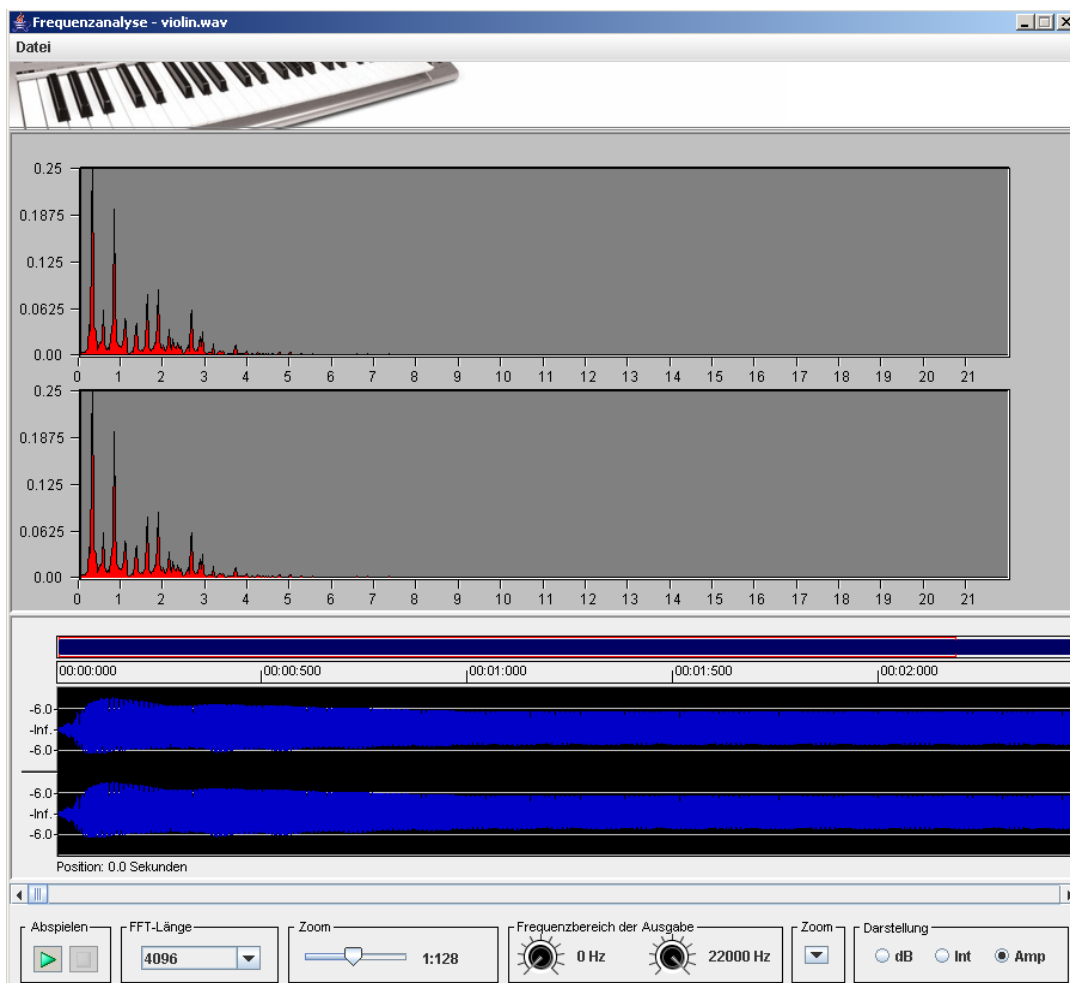 Frequenzanalyse - violin.wav
Datei
0.25
0.1875
0.125
0.0625
0.00
0 1 2 3 4 5 6 7 8 9 10 11 12 13 14 15 16 17 18 19 20 21
0.25
0.1875
0.125
0.0625
0.00
0 1 2 3 4 5 6 7 8 9 10 11 12 13 14 15 16 17 18 19 20 21
00:00:000 00:00:500 00:01:000 00:01:500 00:02:000
-6.0
-Inf.
-6.0
-6.0
-Inf.
-6.0
Position: 0.0 Sekunden
Abspielen FFT-Länge Zoom Frequenzbereich der Ausgabe Zoom Darstellung
4096 1:128 0 Hz 22000 Hz dB Int Amp